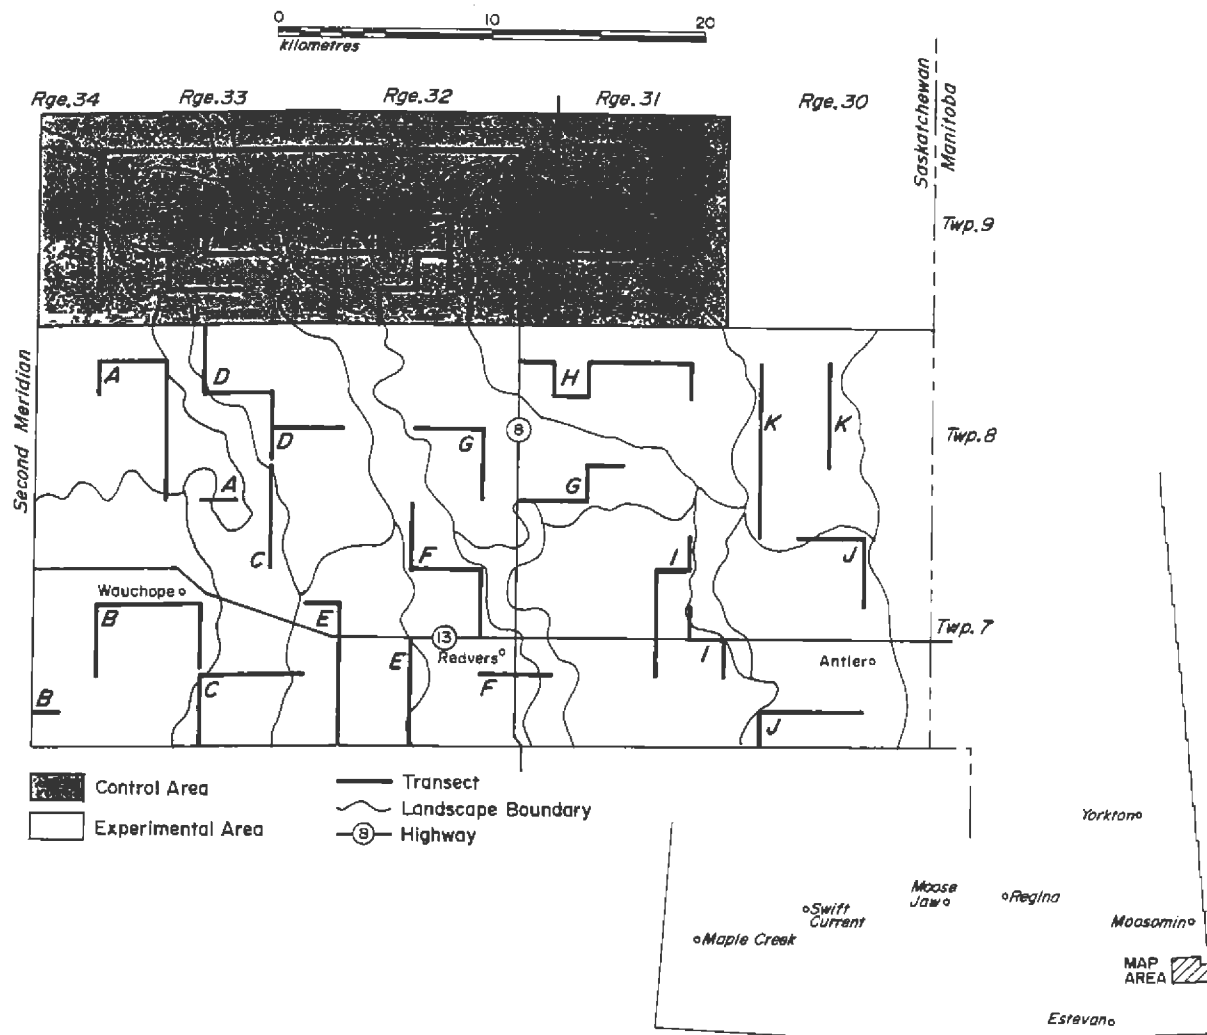 0 10 20
kilometres
Rge.34 Rge.33 Rge.32 Rge.31 Rge.30
Saskatchewan
Manitoba
Twp.9
Second Meridian
A D H
K K
D G 8 Twp.8
A G
C F I J
Wauchope
B E
13 Twp.7
Redvers E I Antler
B C F
J
Control Area
Experimental Area
Transect
Landscape Boundary
8 Highway
Yorkton
Moose
Jaw
Regina
Swift
Current
Moosomin
Maple Creek
MAP
AREA
Estevan